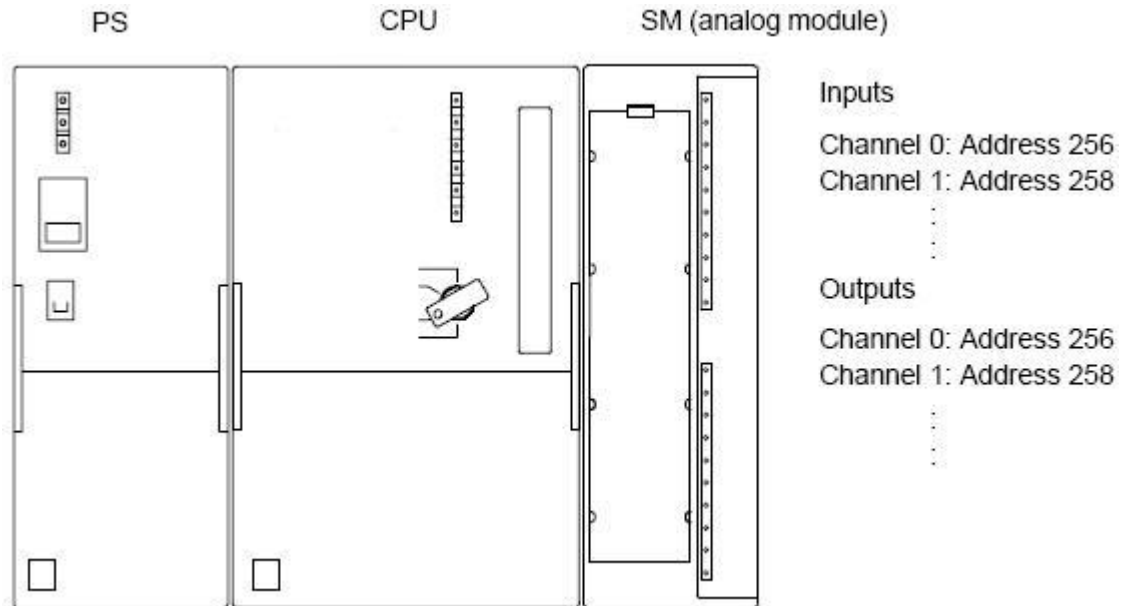 PS
CPU
SM (analog module)
Inputs
Channel 0: Address 256
Channel 1: Address 258
Outputs
Channel 0: Address 256
Channel 1: Address 258